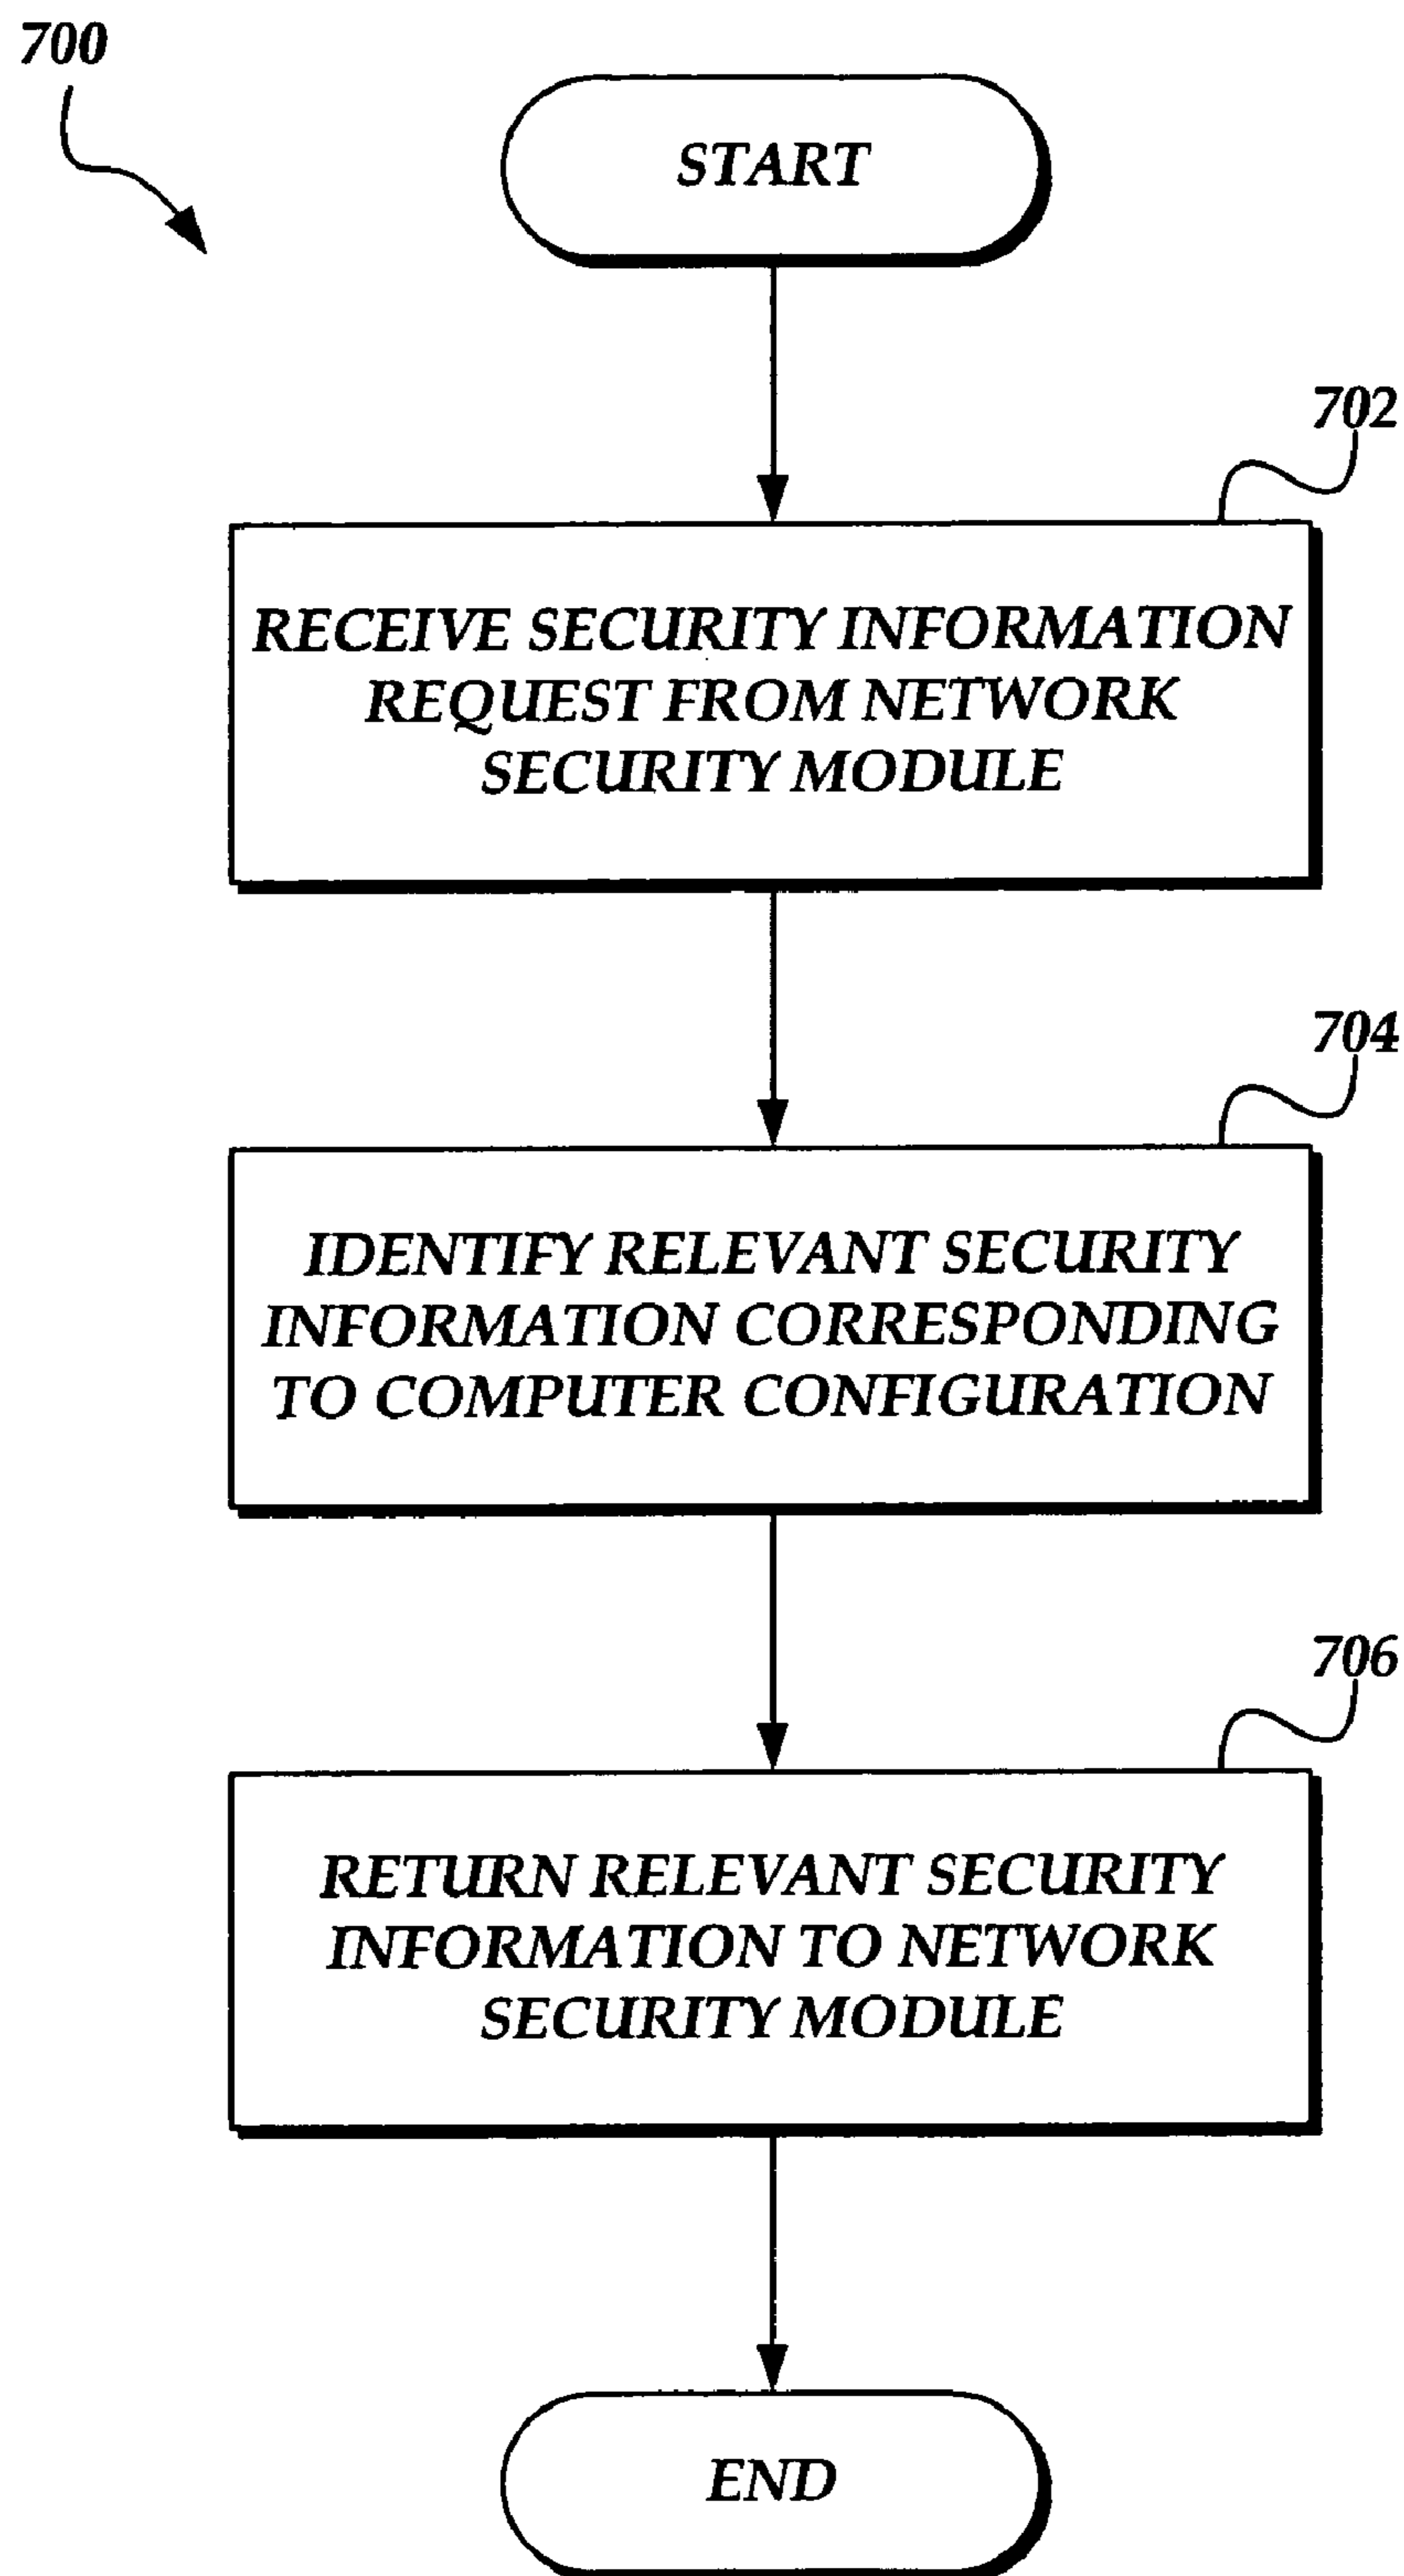 700
START
702
RECEIVE SECURITY INFORMATION
REQUEST FROM NETWORK
SECURITY MODULE
704
IDENTIFY RELEVANT SECURITY
INFORMATION CORRESPONDING
TO COMPUTER CONFIGURATION
706
RETURN RELEVANT SECURITY
INFORMATION TO NETWORK
SECURITY MODULE
END